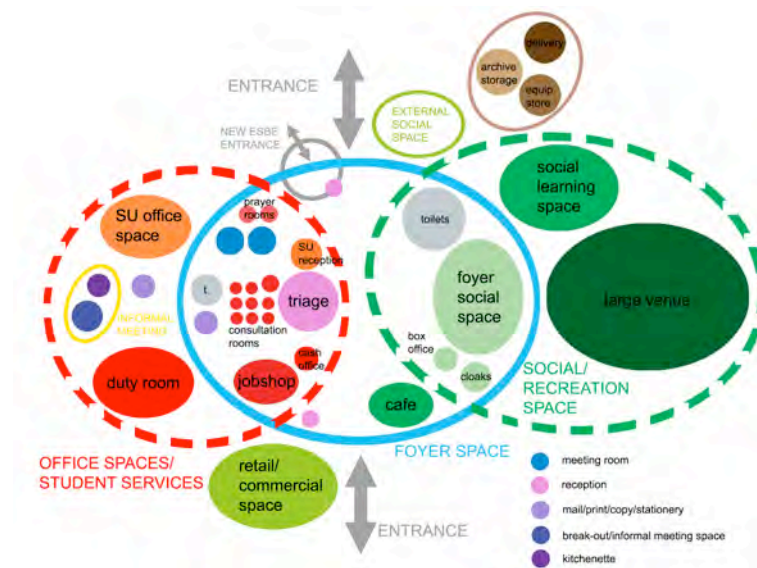 delivery
archive
storage
equip
store
ENTRANCE
EXTERNAL
SOCIAL
SPACE
NEW ESBE
ENTRANCE
social
learning
space
prayer
rooms
toilets
SU office
space
SU
reception
foyer
social
space
large venue
t.
triage
INFORMAL
MEETING
consultation
rooms
box
office
cash
office
cloaks
SOCIAL/
RECREATION
SPACE
duty room
jobshop
cafe
FOYER SPACE
OFFICE SPACES/
STUDENT SERVICES
retail/
commercial
space
ENTRANCE
meeting room
reception
mail/print/copy/stationery
break-out/informal meeting space
kitchenette